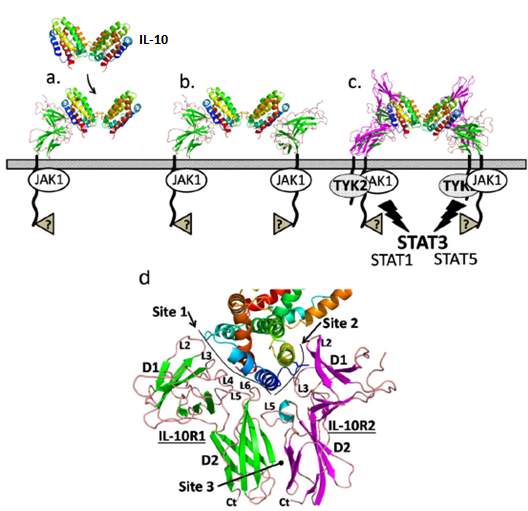 IL-10
a.
b.
c.
JAK1
?
JAK1
JAK1
?
?
TYK2
JAK1
TYK
JAK1
?
?
STAT3
STAT1
STAT5
d
Site 1
Site 2
L2
L2
D1
L3
D1
L4
L3
L5
L6
L5
IL-10R1
IL-10R2
D2
D2
Site 3
Ct
Ct